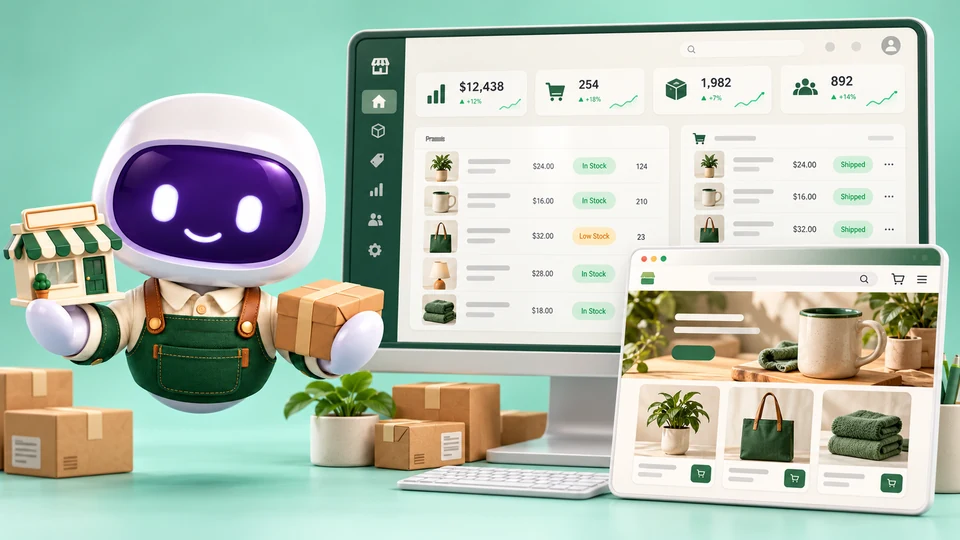 $12,438
▲ +12%
254
▲ +18%
1,982
▲ +7%
892
▲ +14%
$24.00 In Stock 124
$16.00 In Stock 210
$32.00 Low Stock 23
$28.00 In Stock
$18.00 In Stock
$24.00 Shipped
$16.00 Shipped
$32.00 Shipped